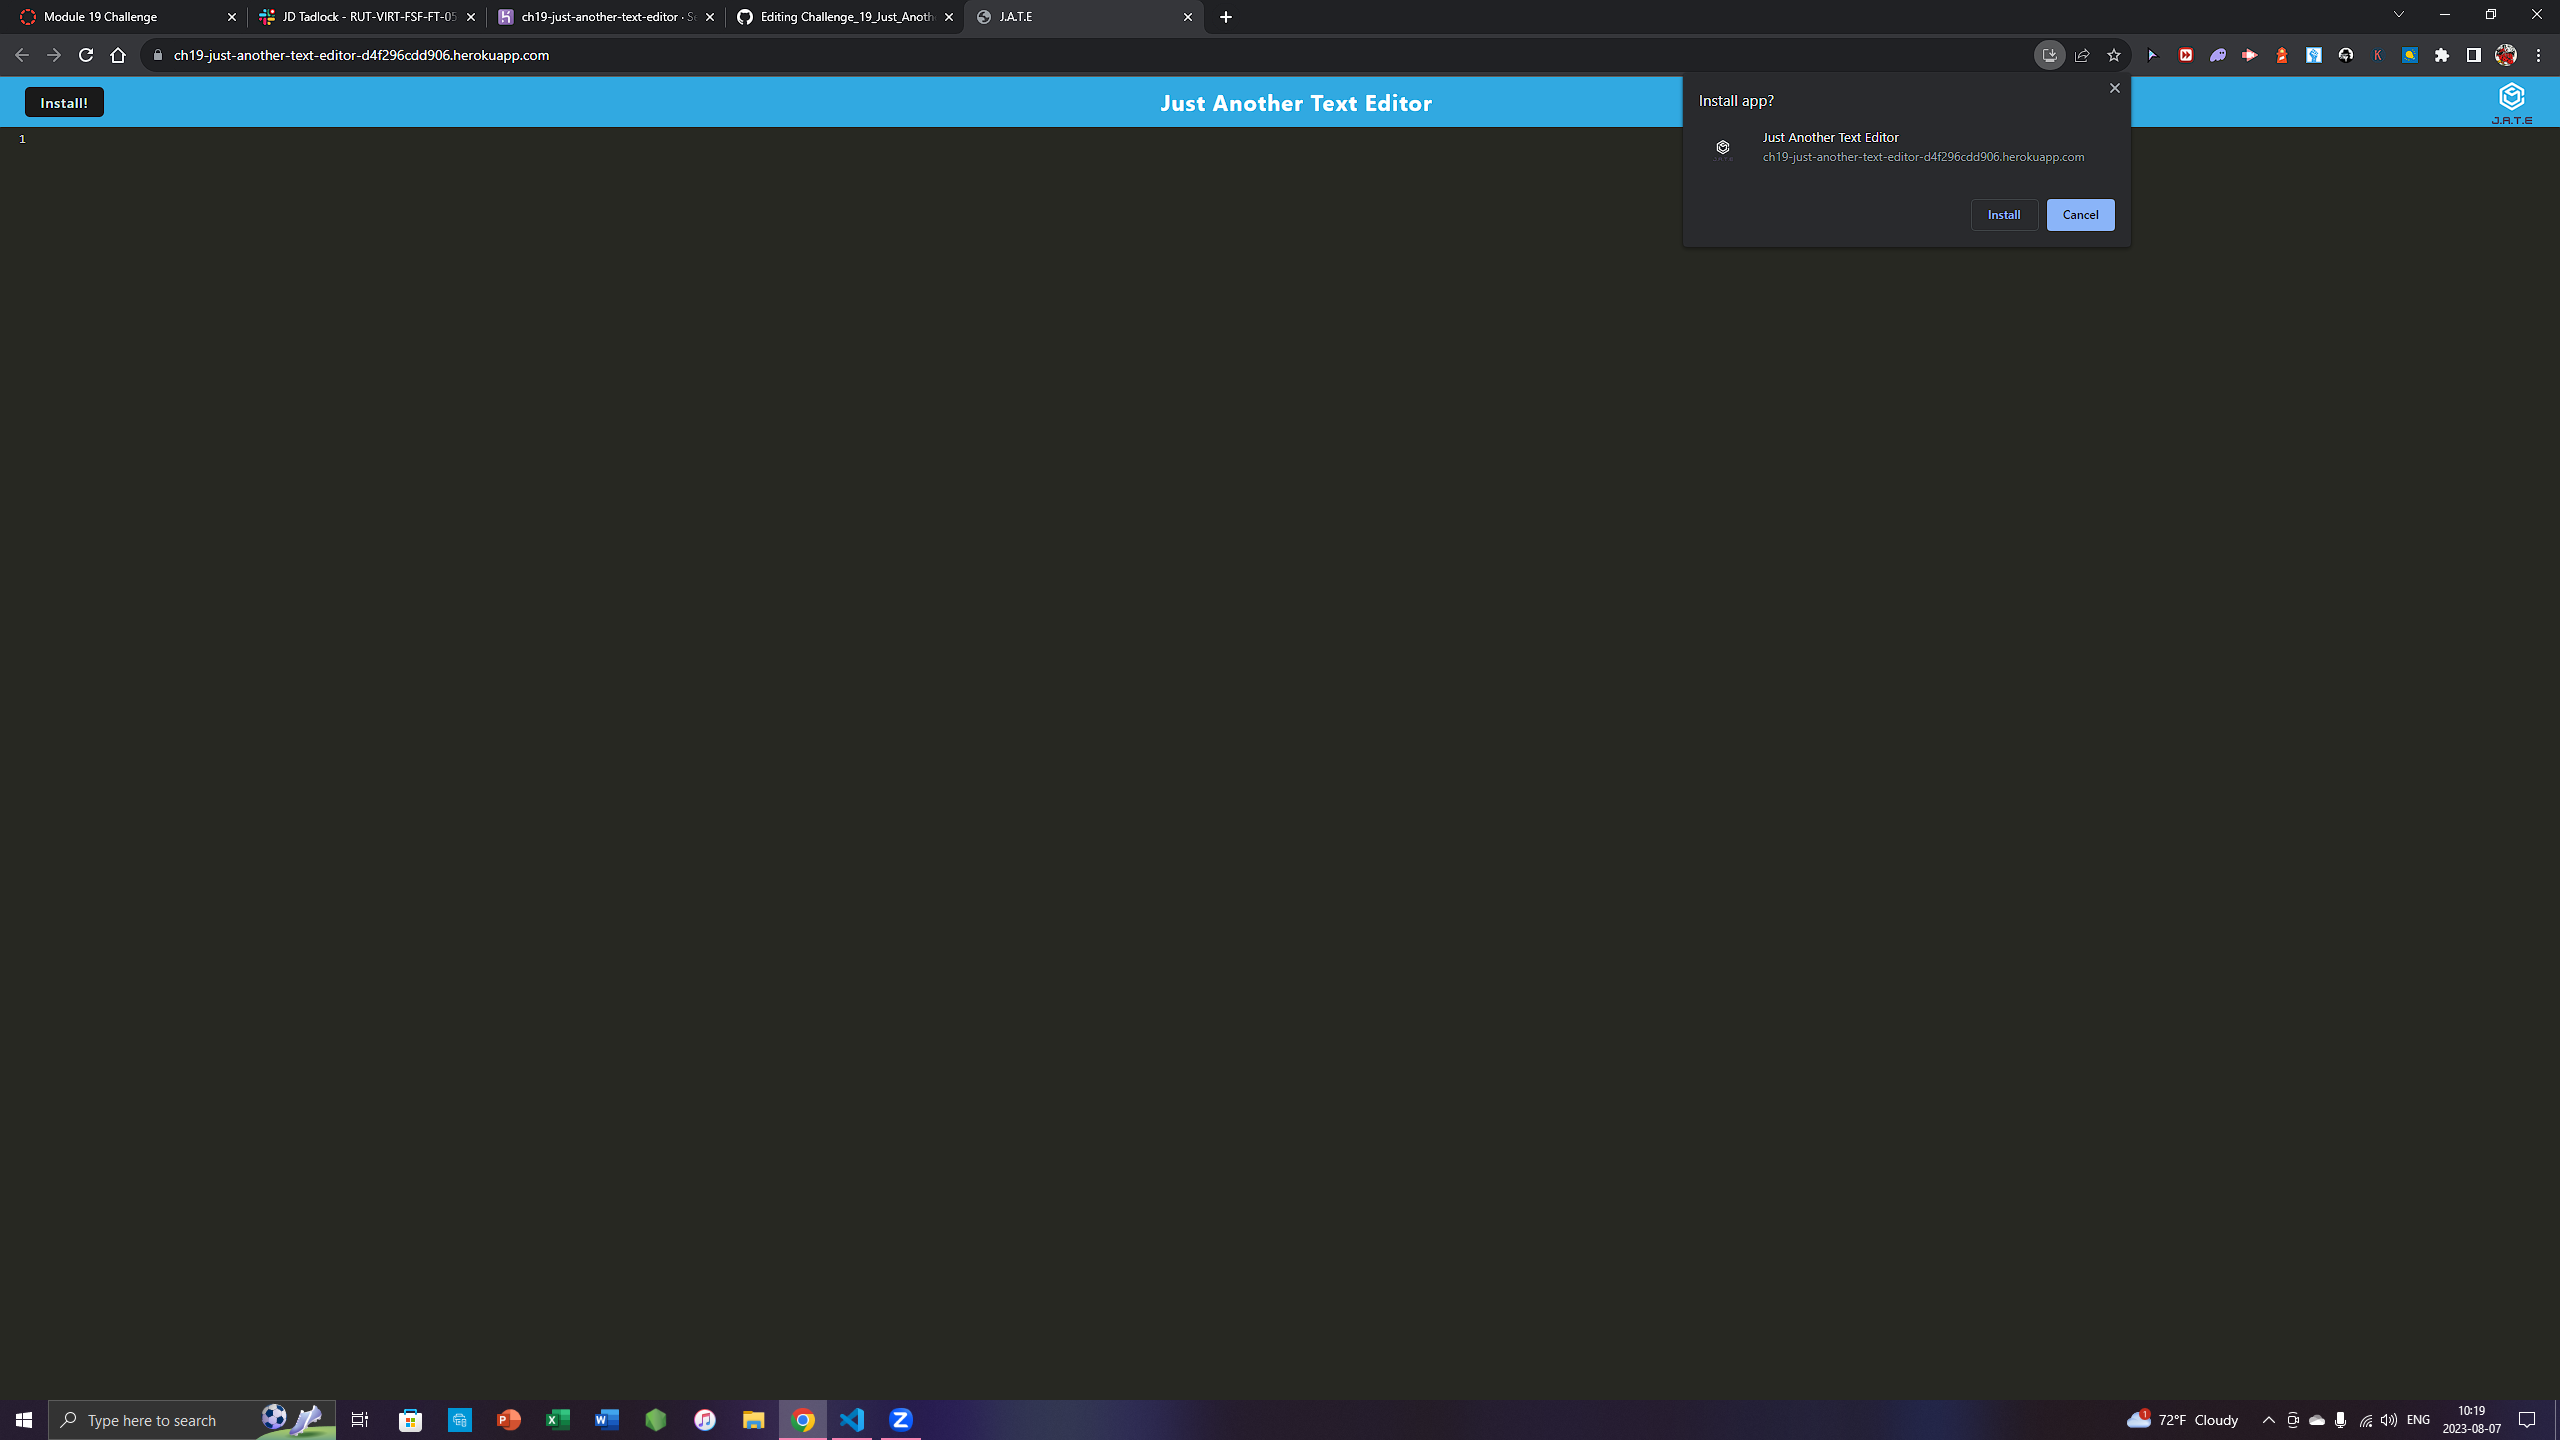 Module 19 Challenge
JD Tadlock - RUT-VIRT-FSF-FT-05
ch19-just-another-text-editor · Se
Editing Challenge_19_Just_Anoth
J.A.T.E
ch19-just-another-text-editor-d4f296cdd906.herokuapp.com
Install!
Just Another Text Editor
J.A.T.E
1
Install app?
Just Another Text Editor
ch19-just-another-text-editor-d4f296cdd906.herokuapp.com
Install
Cancel
Type here to search
72°F Cloudy
ENG
10:19
2023-08-07